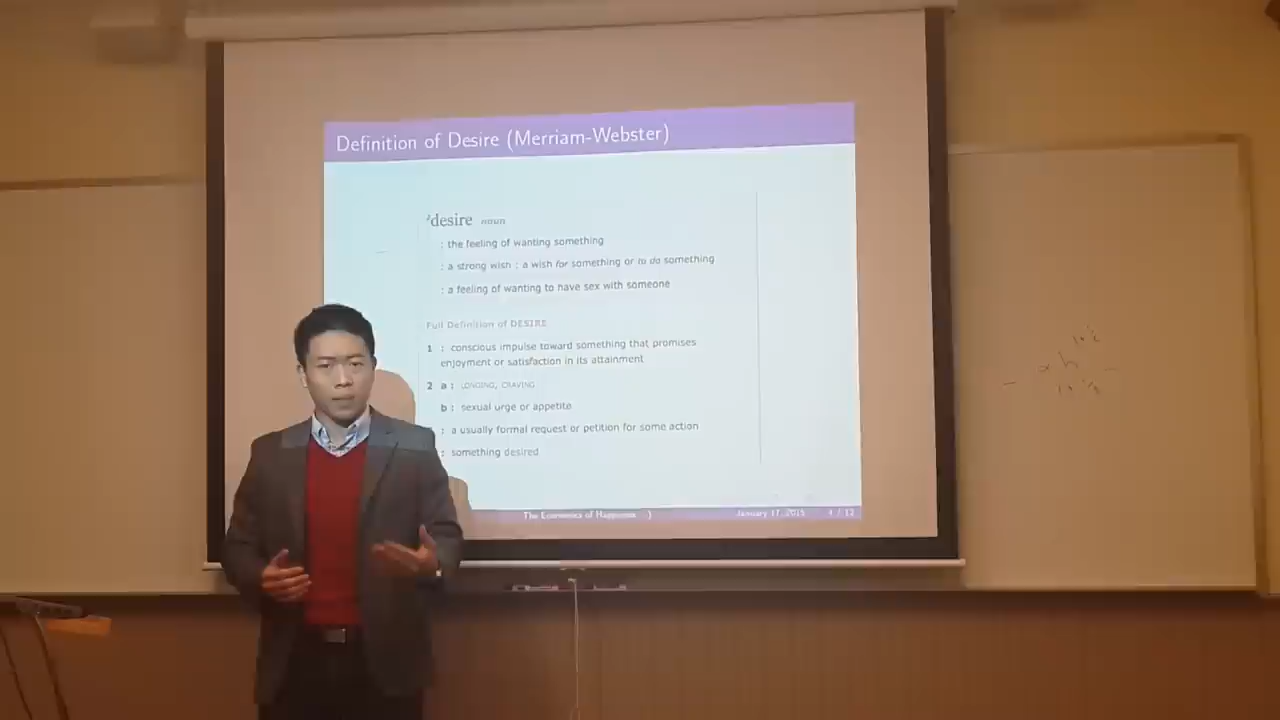 Definition of Desire (Merriam-Webster)
²desire noun
: the feeling of wanting something
: a strong wish : a wish for something or to do something
: a feeling of wanting to have sex with someone
Full Definition of DESIRE
1 : conscious impulse toward something that promises
enjoyment or satisfaction in its attainment
2 a : LONGING, CRAVING
b : sexual urge or appetite
: a usually formal request or petition for some action
: something desired
The Economics of Happiness :) January 17, 2015 4 / 12